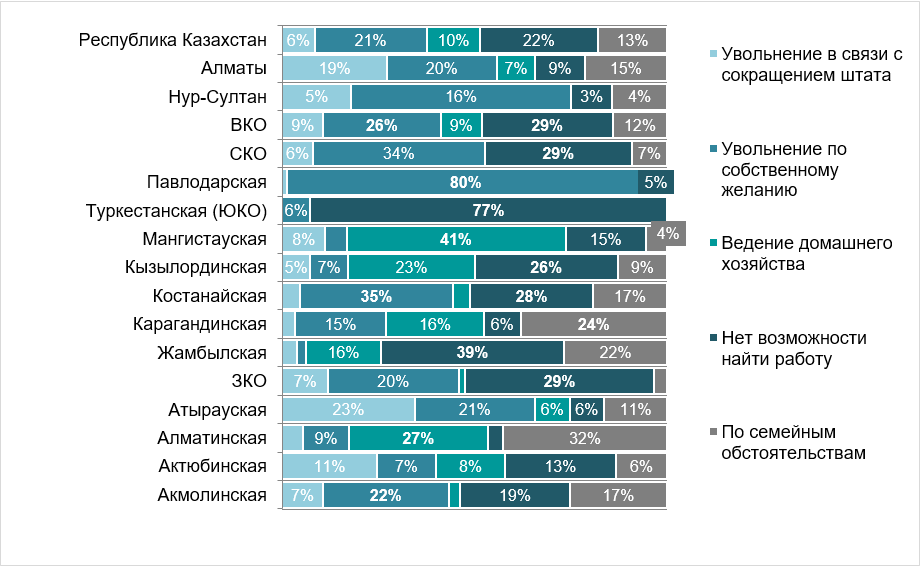 Республика Казахстан 6% 21% 10% 22% 13%
Алматы 19% 20% 7% 9% 15%
Нур-Султан 5% 16% 3% 4%
ВКО 9% 26% 9% 29% 12%
СКО 6% 34% 29% 7%
Павлодарская 80% 5%
Туркестанская (ЮКО) 6% 77%
Мангистауская 8% 41% 15% 4%
Кызылординская 5% 7% 23% 26% 9%
Костанайская 35% 28% 17%
Карагандинская 15% 16% 6% 24%
Жамбылская 16% 39% 22%
ЗКО 7% 20% 29%
Атырауская 23% 21% 6% 6% 11%
Алматинская 9% 27% 32%
Актюбинская 11% 7% 8% 13% 6%
Акмолинская 7% 22% 19% 17%
Увольнение в связи с
сокращением штата
Увольнение по
собственному
желанию
Ведение домашнего
хозяйства
Нет возможности
найти работу
По семейным
обстоятельствам